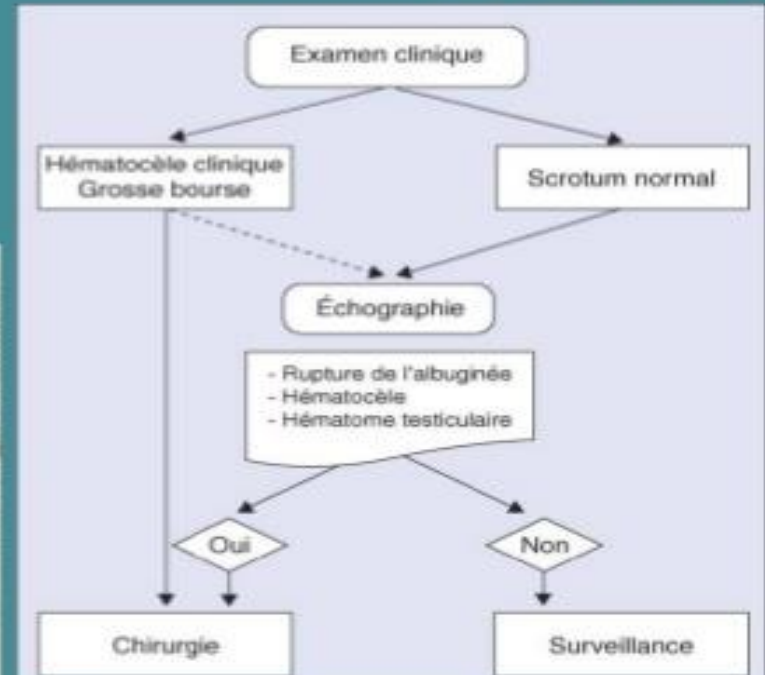 Examen clinique
Hématocèle clinique
Grosse bourse
Scrotum normal
Échographie
- Rupture de l'albuginée
- Hématocèle
- Hématome testiculaire
Oui
Non
Chirurgie
Surveillance